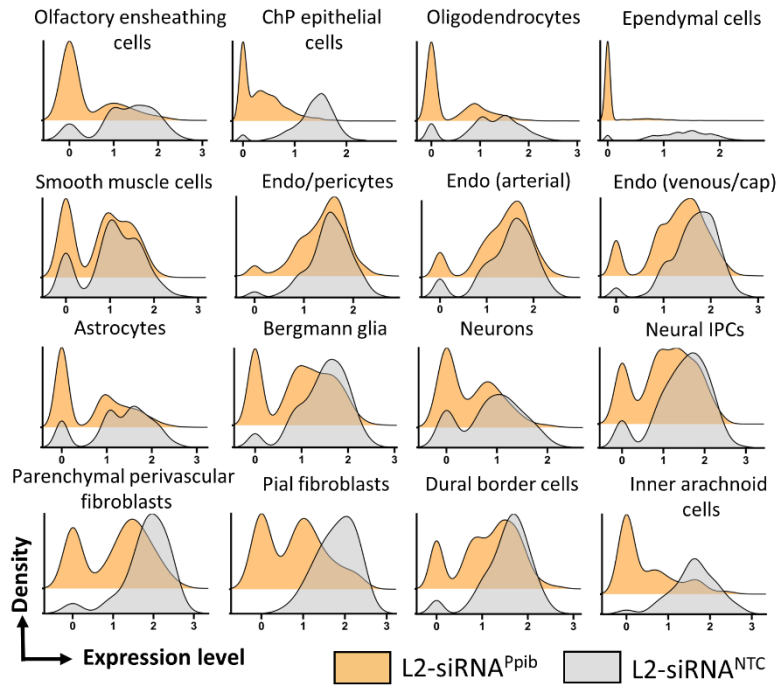 Olfactory ensheathing
cells
ChP epithelial
cells
Oligodendrocytes
Ependymal cells
0 1 2 3
0 1 2
0 1 2 3
0 1 2
Smooth muscle cells
Endo/pericytes
Endo (arterial)
Endo (venous/cap)
0 1 2 3
0 1 2
0 1 2
0 1 2 3
Astrocytes
Bergmann glia
Neurons
Neural IPCs
0 1 2 3
0 1 2 3
0 1 2
0 1 2 3
Parenchymal perivascular
fibroblasts
Pial fibroblasts
Dural border cells
Inner arachnoid
cells
0 1 2 3
0 1 2 3
0 1 2 3
0 1 2 3
Density
Expression level
L2-siRNA^Ppib
L2-siRNA^NTC